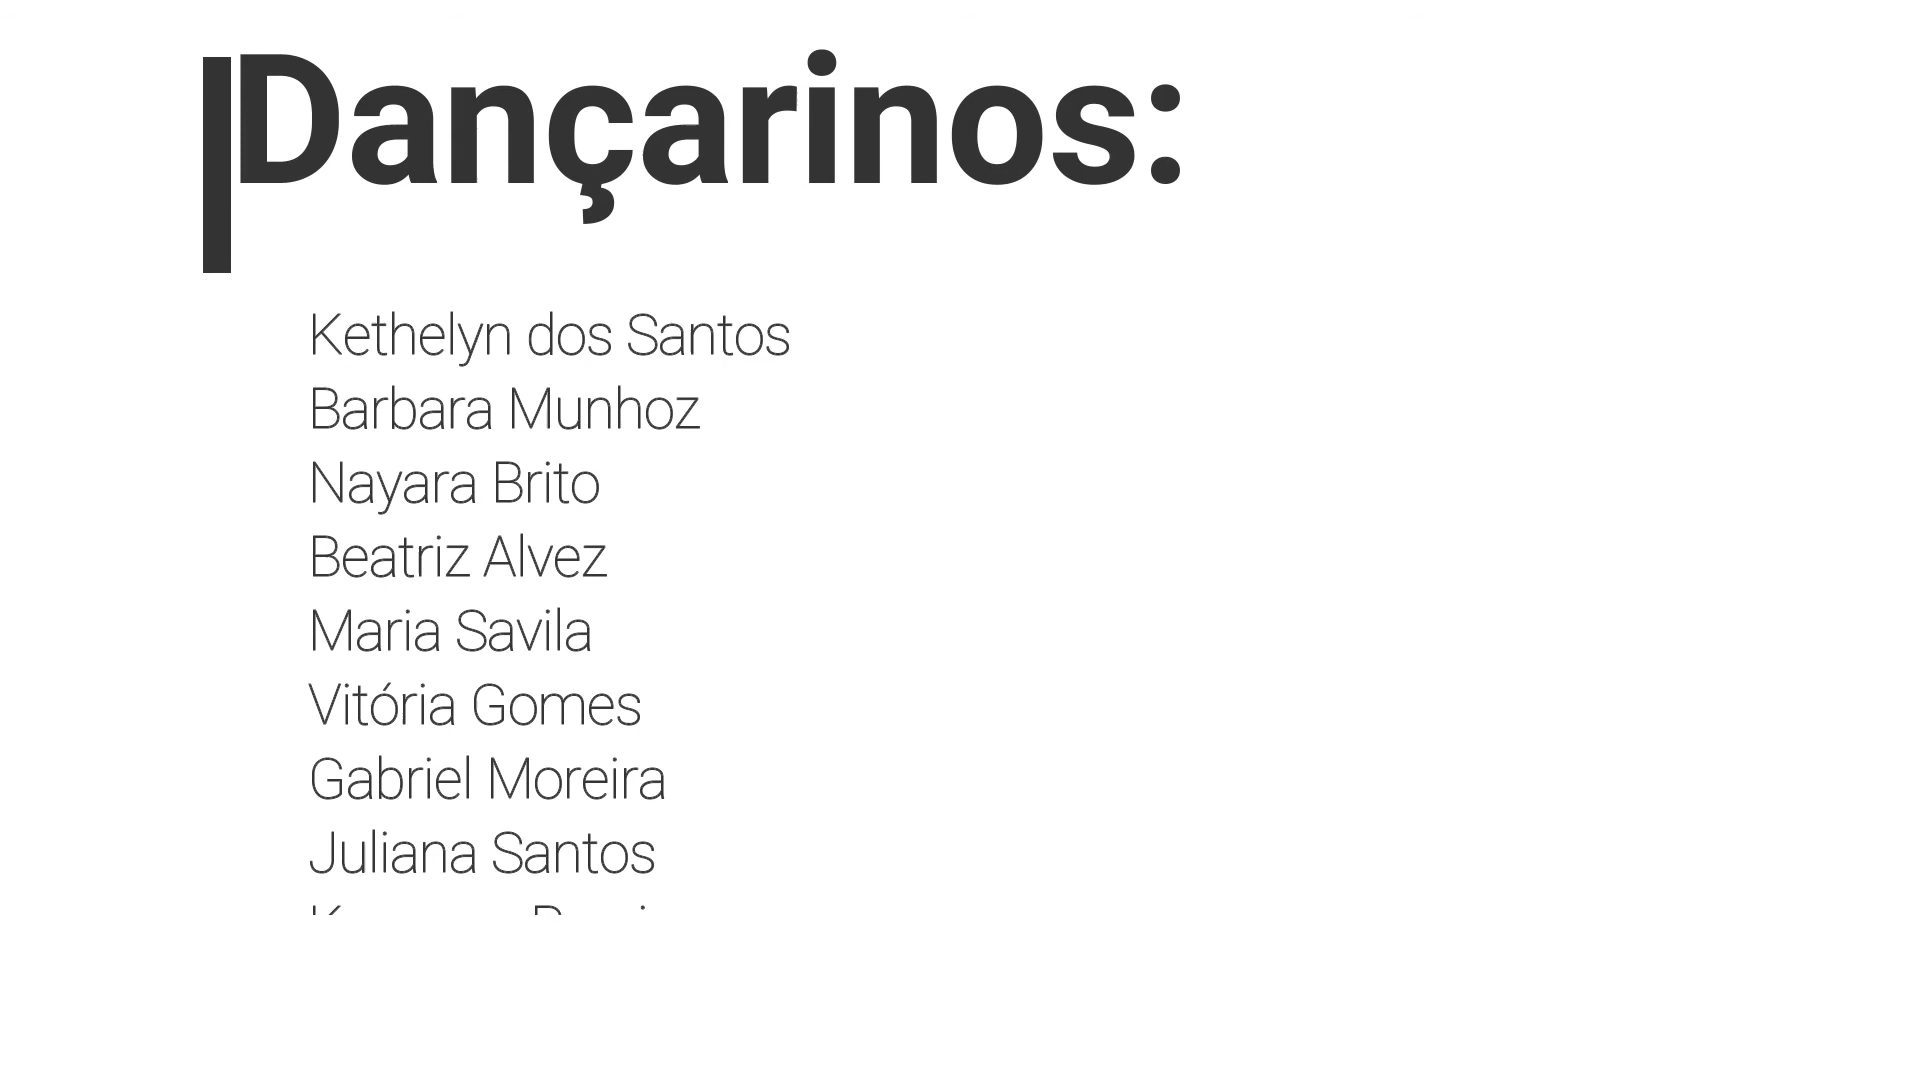 Dançarinos:
Kethelyn dos Santos
Barbara Munhoz
Nayara Brito
Beatriz Alvez
Maria Savila
Vitória Gomes
Gabriel Moreira
Juliana Santos